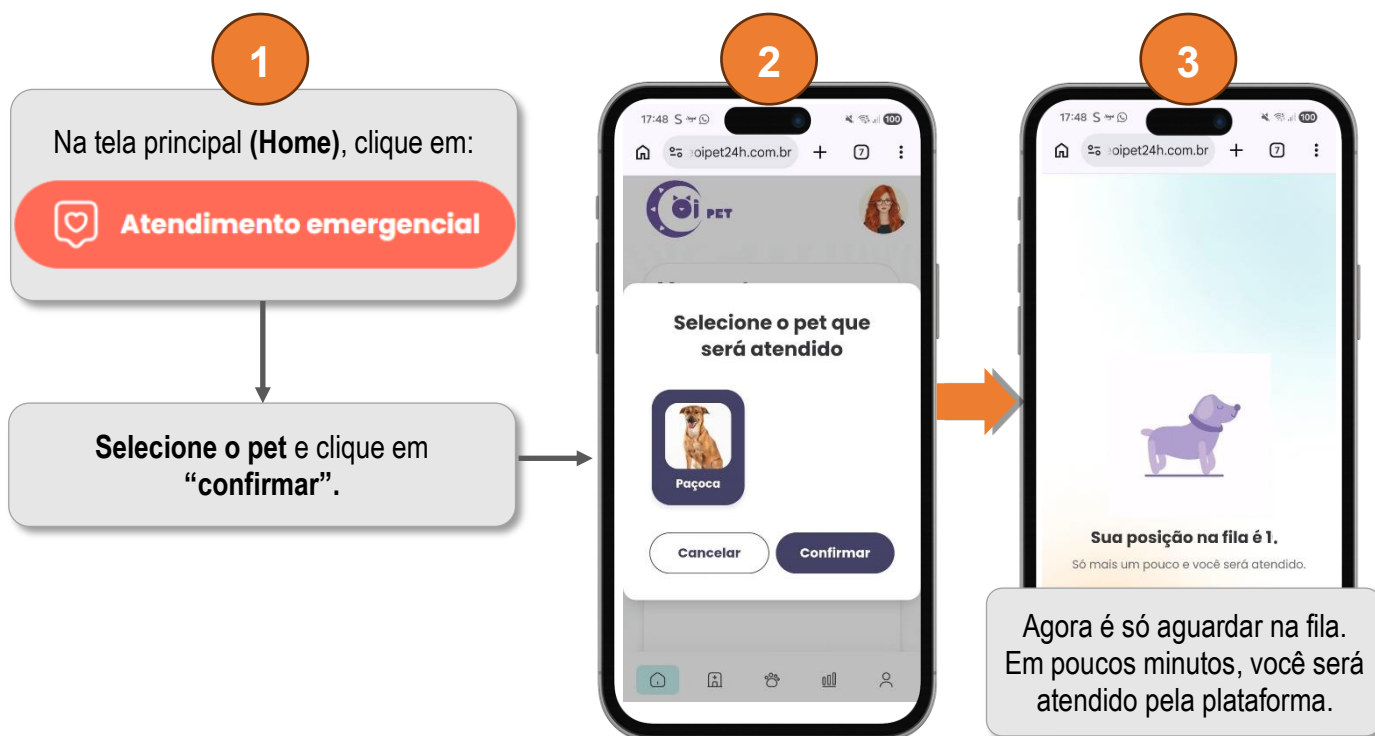 1
Na tela principal (Home), clique em:
Atendimento emergencial
Selecione o pet e clique em
“confirmar”.
2
17:48 S
100
oipet24h.com.br
7
Oi PET
Selecione o pet que
será atendido
Paçoca
Cancelar
Confirmar
3
17:48 S
100
oipet24h.com.br
7
Sua posição na fila é 1.
Só mais um pouco e você será atendido.
Agora é só aguardar na fila.
Em poucos minutos, você será
atendido pela plataforma.